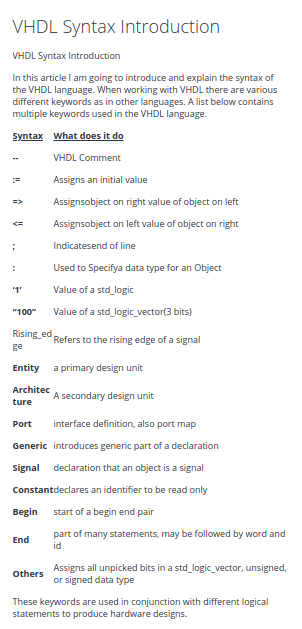 VHDL Syntax Introduction
VHDL Syntax Introduction
In this article I am going to introduce and explain the syntax of
the VHDL language. When working with VHDL there are various
different keywords as in other languages. A list below contains
multiple keywords used in the VHDL language.
Syntax What does it do
-- VHDL Comment
:= Assigns an initial value
=> Assignsobject on right value of object on left
<= Assignsobject on left value of object on right
; Indicatesend of line
: Used to Specifya data type for an Object
'1' Value of a std_logic
"100" Value of a std_logic_vector(3 bits)
Rising_ed
ge Refers to the rising edge of a signal
Entity a primary design unit
Architec
ture A secondary design unit
Port interface definition, also port map
Generic introduces generic part of a declaration
Signal declaration that an object is a signal
Constantdeclares an identifier to be read only
Begin start of a begin end pair
End part of many statements, may be followed by word and
id
Others Assigns all unpicked bits in a std_logic_vector, unsigned,
or signed data type
These keywords are used in conjunction with different logical
statements to produce hardware designs.